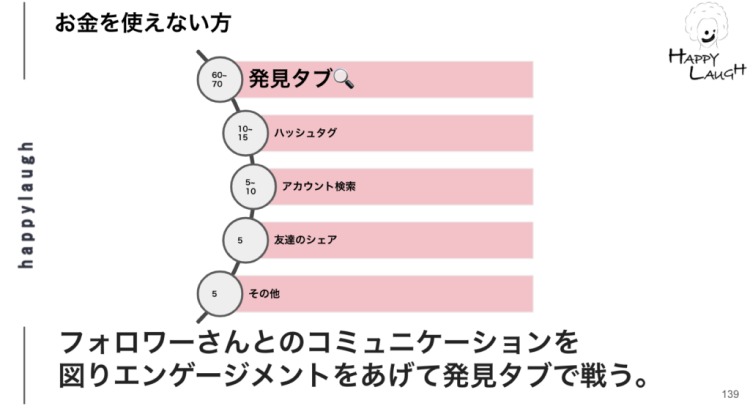 お金を使えない方
HAPPY
LAUGH
60~
70
発見タブ🔍
10~
15
ハッシュタグ
5~
10
アカウント検索
5
友達のシェア
5
その他
happylaugh
フォロワーさんとのコミュニケーションを
図りエンゲージメントをあげて発見タブで戦う。
139